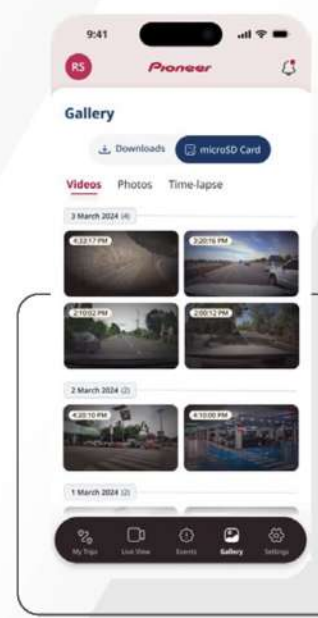 9:41
RS
Pioneer
Gallery
Downloads
microSD Card
Videos Photos Time-lapse
3 March 2024 (4)
4:32:17 PM 3:20:16 PM
2:10:02 PM 2:00:12 PM
2 March 2024 (2)
4:20:10 PM 4:10:00 PM
1 March 2024 (2)
My Trips Live View Events Gallery Settings